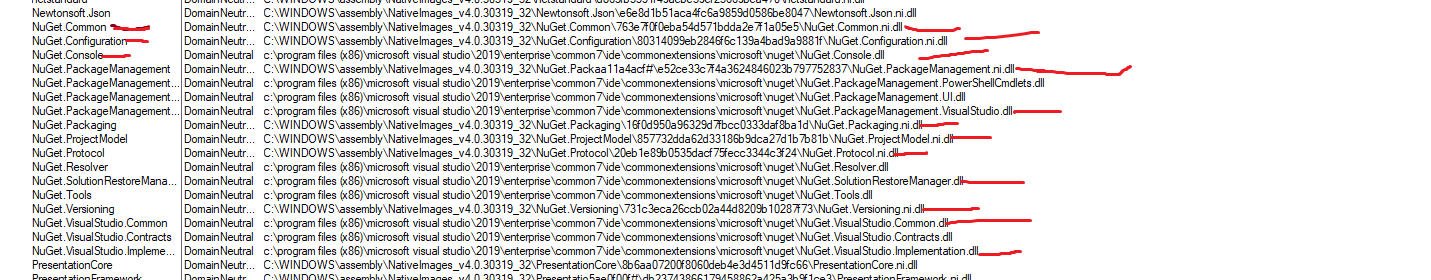 Newtonsoft.Json DomainNeutr... C:\WINDOWS\assembly\NativeImages_v4.0.30319_32\Newtonsoft.Json\e6e8d1b51aca4fc6a9859d0586be8047\Newtonsoft.Json.ni.dll
NuGet.Common DomainNeutr... C:\WINDOWS\assembly\NativeImages_v4.0.30319_32\NuGet.Common\763e7f0f0eba54d571bdda2e7f1a05e5\NuGet.Common.ni.dll
NuGet.Configuration DomainNeutr... C:\WINDOWS\assembly\NativeImages_v4.0.30319_32\NuGet.Configuration\80314099eb2846f6c139a4bad9a9881f\NuGet.Configuration.ni.dll
NuGet.Console DomainNeutral c:\program files (x86)\microsoft visual studio\2019\enterprise\common7\ide\commonextensions\microsoft\nuget\NuGet.Console.dll
NuGet.PackageManagement DomainNeutr... C:\WINDOWS\assembly\NativeImages_v4.0.30319_32\NuGet.Packaa11a4acf#\e52ce33c7f4a3624846023b797752837\NuGet.PackageManagement.ni.dll
NuGet.PackageManagement... DomainNeutral c:\program files (x86)\microsoft visual studio\2019\enterprise\common7\ide\commonextensions\microsoft\nuget\NuGet.PackageManagement.PowerShellCmdlets.dll
NuGet.PackageManagement... DomainNeutral c:\program files (x86)\microsoft visual studio\2019\enterprise\common7\ide\commonextensions\microsoft\nuget\NuGet.PackageManagement.UI.dll
NuGet.PackageManagement... DomainNeutral c:\program files (x86)\microsoft visual studio\2019\enterprise\common7\ide\commonextensions\microsoft\nuget\NuGet.PackageManagement.VisualStudio.dll
NuGet.Packaging DomainNeutr... C:\WINDOWS\assembly\NativeImages_v4.0.30319_32\NuGet.Packaging\16f0d950a96329d7fbcc0333daf8ba1d\NuGet.Packaging.ni.dll
NuGet.ProjectModel DomainNeutr... C:\WINDOWS\assembly\NativeImages_v4.0.30319_32\NuGet.ProjectModel\857732dda62d33186b9dca27d1b7b81b\NuGet.ProjectModel.ni.dll
NuGet.Protocol DomainNeutr... C:\WINDOWS\assembly\NativeImages_v4.0.30319_32\NuGet.Protocol\20eb1e89b0535dacf75fecc3344c3f24\NuGet.Protocol.ni.dll
NuGet.Resolver DomainNeutral c:\program files (x86)\microsoft visual studio\2019\enterprise\common7\ide\commonextensions\microsoft\nuget\NuGet.Resolver.dll
NuGet.SolutionRestoreMana... DomainNeutral c:\program files (x86)\microsoft visual studio\2019\enterprise\common7\ide\commonextensions\microsoft\nuget\NuGet.SolutionRestoreManager.dll
NuGet.Tools DomainNeutral c:\program files (x86)\microsoft visual studio\2019\enterprise\common7\ide\commonextensions\microsoft\nuget\NuGet.Tools.dll
NuGet.Versioning DomainNeutr... C:\WINDOWS\assembly\NativeImages_v4.0.30319_32\NuGet.Versioning\731c3eca26ccb02a44d8209b10287f73\NuGet.Versioning.ni.dll
NuGet.VisualStudio.Common DomainNeutral c:\program files (x86)\microsoft visual studio\2019\enterprise\common7\ide\commonextensions\microsoft\nuget\NuGet.VisualStudio.Common.dll
NuGet.VisualStudio.Contracts DomainNeutral c:\program files (x86)\microsoft visual studio\2019\enterprise\common7\ide\commonextensions\microsoft\nuget\NuGet.VisualStudio.Contracts.dll
NuGet.VisualStudio.Impleme... DomainNeutral c:\program files (x86)\microsoft visual studio\2019\enterprise\common7\ide\commonextensions\microsoft\nuget\NuGet.VisualStudio.Implementation.dll
PresentationCore DomainNeutr... C:\WINDOWS\assembly\NativeImages_v4.0.30319_32\PresentationCore\8b6aa07200f8060deb4e3d4511d9fc66\PresentationCore.ni.dll